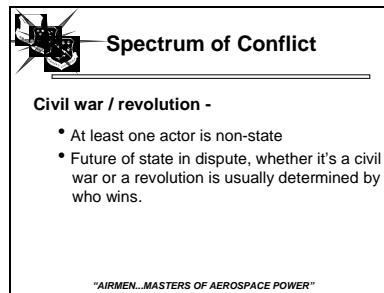 Spectrum of Conflict
Civil war / revolution -
• At least one actor is non-state
• Future of state in dispute, whether it's a civil
war or a revolution is usually determined by
who wins.
"AIRMEN...MASTERS OF AEROSPACE POWER"